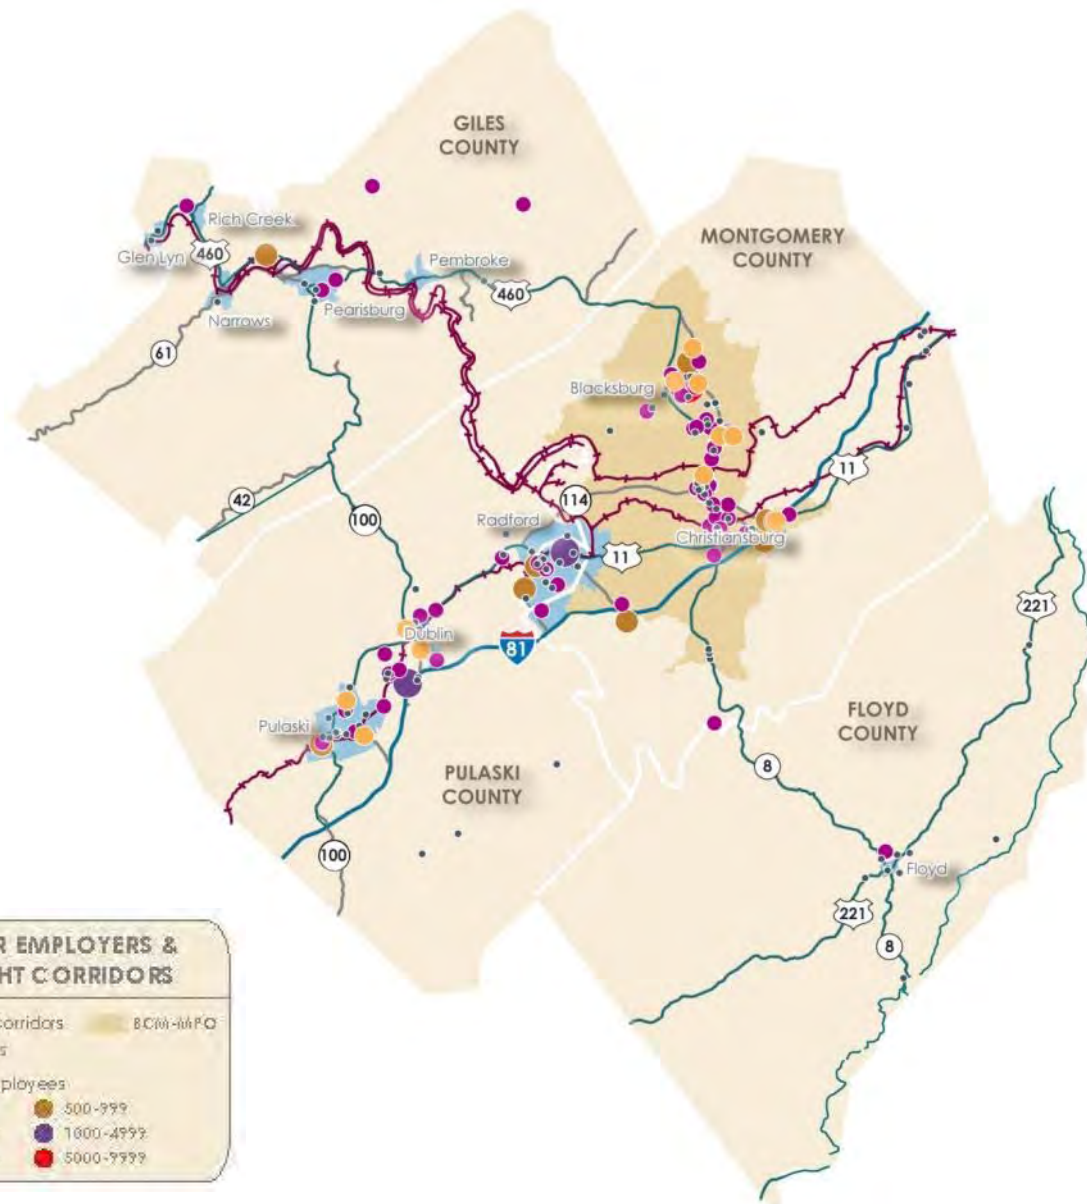 GILES
COUNTY
MONTGOMERY
COUNTY
Rich Creek
Glen Lyn
460
Pembroke
460
Narrows
Pearisburg
61
Blacksburg
11
42
100
114
Radford
11
Christiansburg
221
81
Dublin
Pulaski
FLOYD
COUNTY
8
PULASKI
COUNTY
100
Floyd
221
8
R EMPLOYERS &
HT CORRIDORS
orridors
s
ployees
500-999
1000-4999
5000-9999